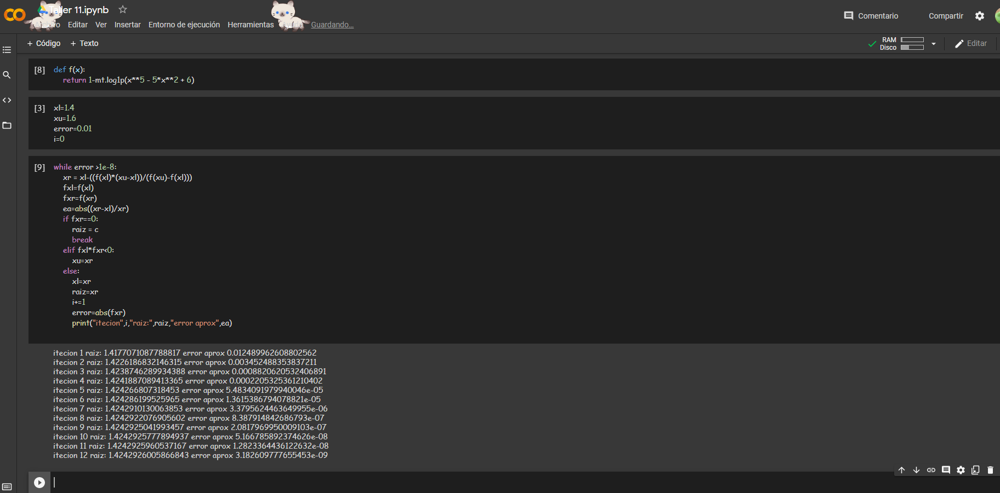 Taller 11.ipynb
Editar Ver Insertar Entorno de ejecución Herramientas Guardando…
Comentario
Compartir
+ Código + Texto
RAM
Disco
Editar
[8] def f(x):
return 1-mt.log1p(x**5 - 5*x**2 + 6)
[3] xl=1.4
xu=1.6
error=0.01
i=0
[9] while error >1e-8:
xr = xl-((f(xl)*(xu-xl))/(f(xu)-f(xl)))
fxl=f(xl)
fxr=f(xr)
ea=abs((xr-xl)/xr)
if fxr==0:
raiz = c
break
elif fxl*fxr<0:
xu=xr
else:
xl=xr
raiz=xr
i+=1
error=abs(fxr)
print("itecion",i,"raiz:",raiz,"error aprox",ea)
itecion 1 raiz: 1.4177071087788817 error aprox 0.012489962608802562
itecion 2 raiz: 1.4226186832146315 error aprox 0.003452488353837211
itecion 3 raiz: 1.4238746289934388 error aprox 0.0008820620532406891
itecion 4 raiz: 1.4241887089413365 error aprox 0.0002205325361210402
itecion 5 raiz: 1.424266807318453 error aprox 5.4834091979940046e-05
itecion 6 raiz: 1.424286199525965 error aprox 1.3615386794078821e-05
itecion 7 raiz: 1.4242910130063853 error aprox 3.3795624463649955e-06
itecion 8 raiz: 1.4242922076905602 error aprox 8.387914842686793e-07
itecion 9 raiz: 1.4242925041993457 error aprox 2.0817969950009103e-07
itecion 10 raiz: 1.4242925777894937 error aprox 5.166785892374626e-08
itecion 11 raiz: 1.4242925960537167 error aprox 1.2823364436122632e-08
itecion 12 raiz: 1.4242926005866843 error aprox 3.182609777655453e-09